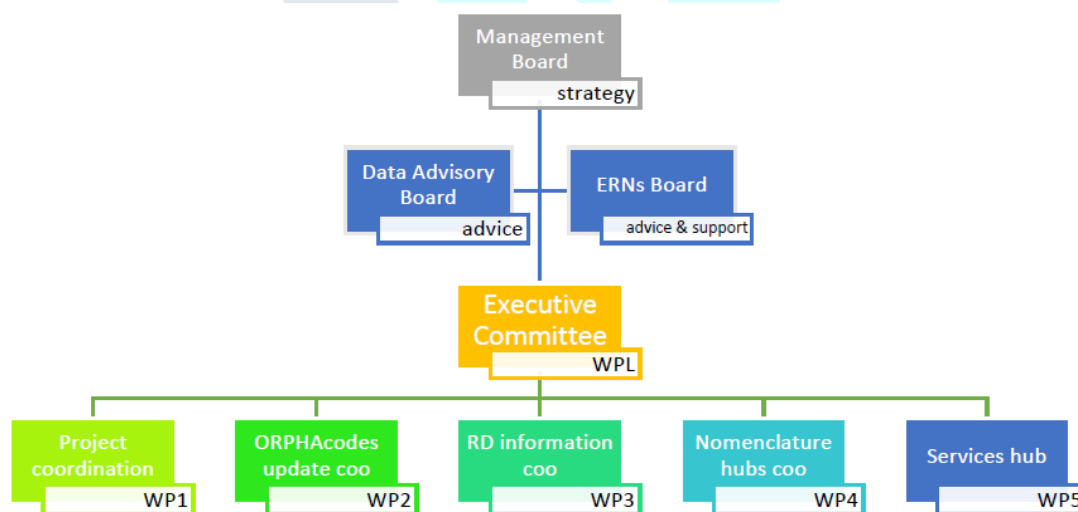 Management
Board
strategy
Data Advisory
Board
advice
ERNs Board
advice & support
Executive
Committee
WPL
Project
coordination
WP1
ORPHAcodes
update coo
WP2
RD information
coo
WP3
Nomenclature
hubs coo
WP4
Services hub
WP5